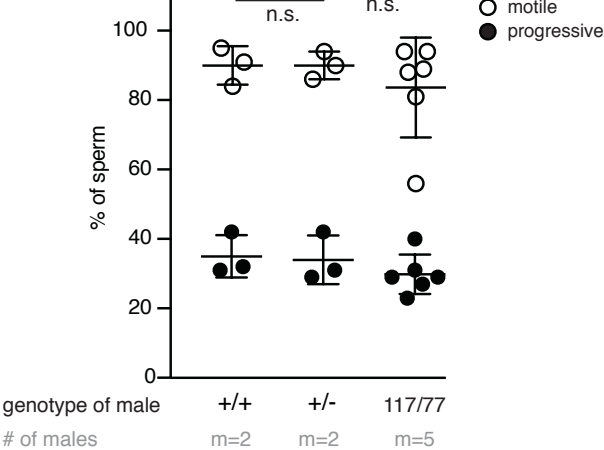 n.s.
n.s.
motile
progressive
100
80
60
40
20
0
% of sperm
genotype of male +/+ +/- 117/77
# of males m=2 m=2 m=5